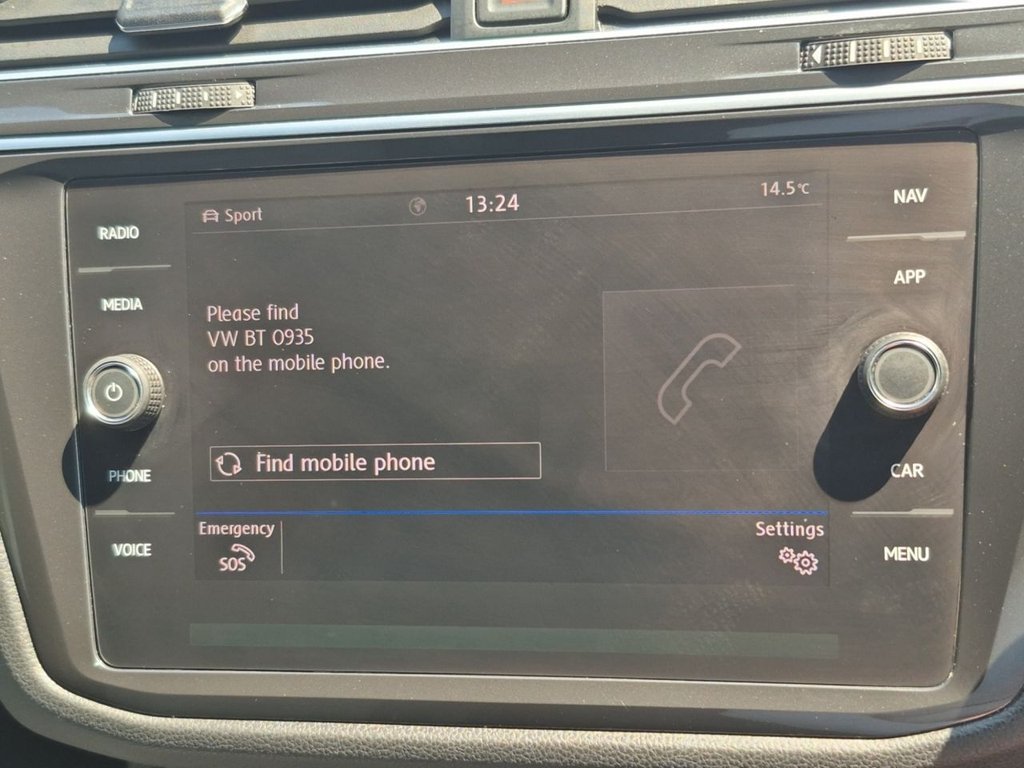 Sport
13:24
14.5°C
NAV
RADIO
APP
MEDIA
Please find
VW BT 0935
on the mobile phone.
Find mobile phone
PHONE
CAR
Emergency
SOS
Settings
VOICE
MENU